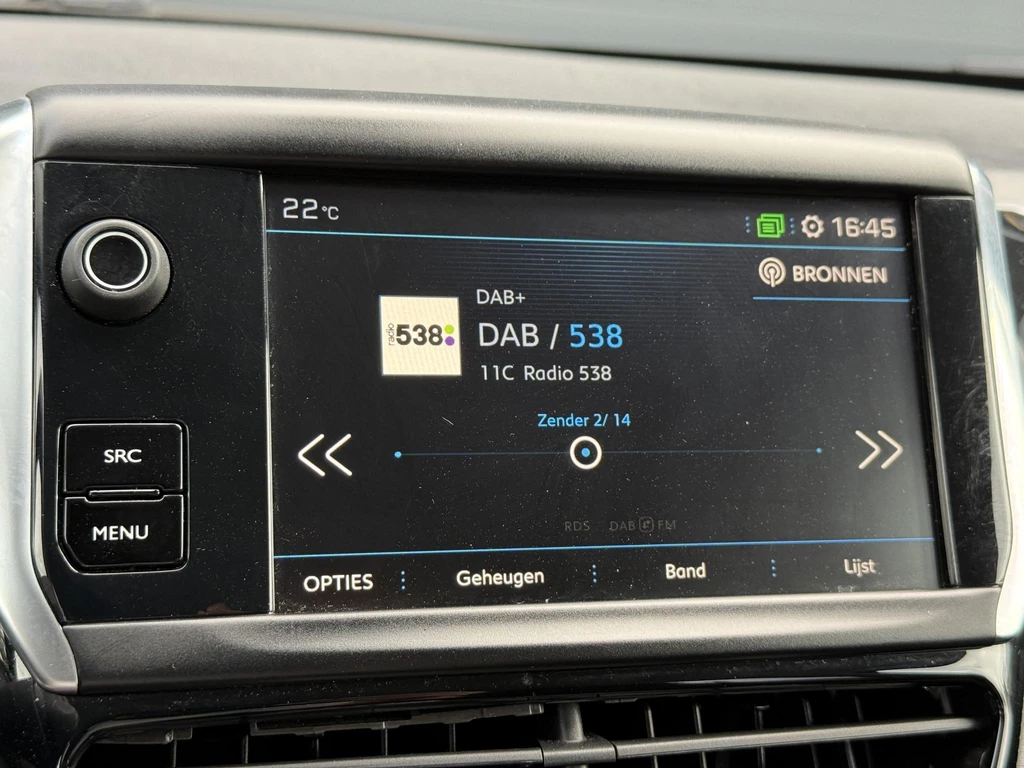 22°C
16:45
BRONNEN
DAB+
radio 538
DAB / 538
11C Radio 538
Zender 2/ 14
SRC
MENU
RDS DAB FM
OPTIES Geheugen Band Lijst